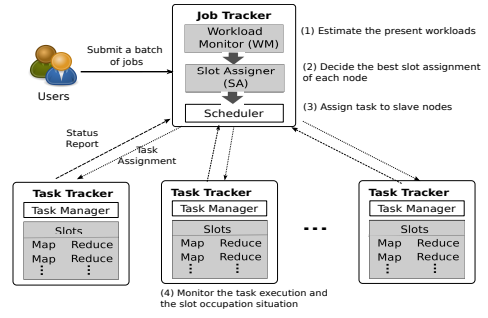 Job Tracker
Workload
Monitor (WM)
(1) Estimate the present workloads
Submit a batch
of jobs
Slot Assigner
(SA)
(2) Decide the best slot assignment
of each node
Users
Scheduler
(3) Assign task to slave nodes
Status
Report
Task
Assignment
Task Tracker
Task Manager
Slots
Map Reduce
Map Reduce
Task Tracker
Task Manager
Slots
Map Reduce
Map Reduce
Task Tracker
Task Manager
Slots
Map Reduce
Map Reduce
(4) Monitor the task execution and
the slot occupation situation